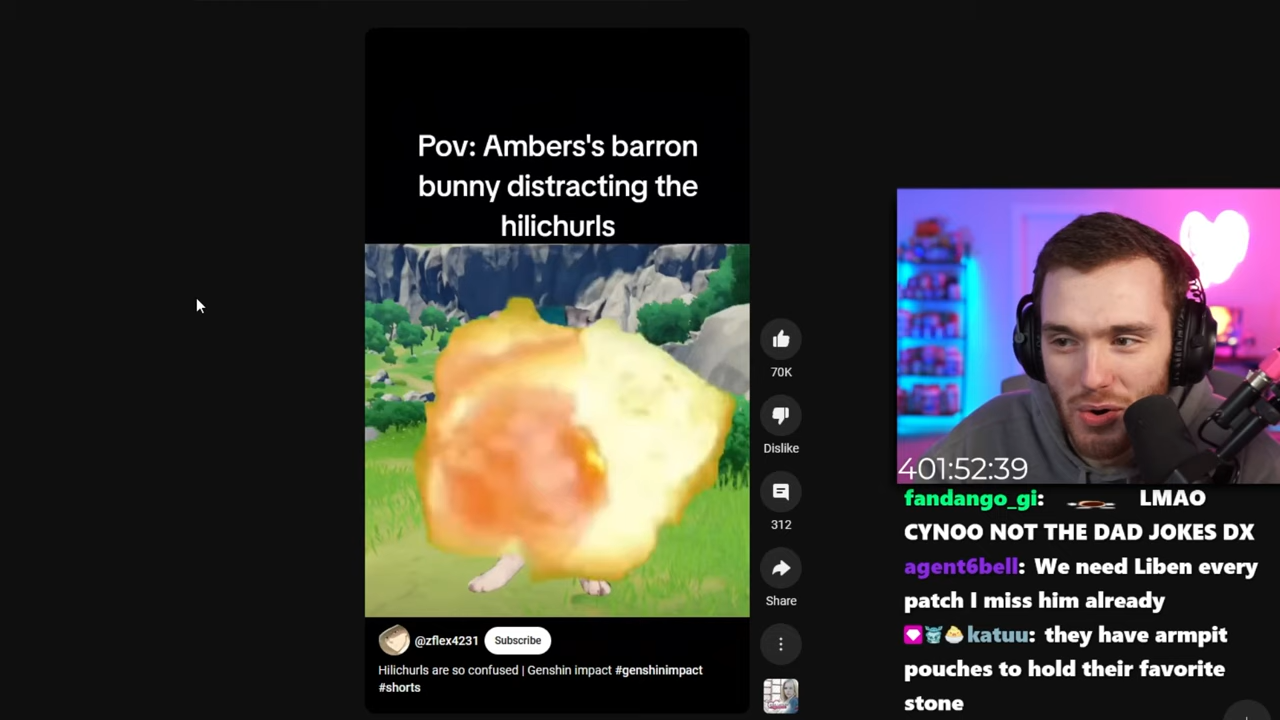 Pov: Ambers's barron
bunny distracting the
hilichurls
70K
Dislike
312
Share
@zflex4231 Subscribe
Hilichurls are so confused | Genshin impact #genshinimpact
#shorts
401:52:39
fandango_gi: LMAO
CYNOO NOT THE DAD JOKES DX
agent6bell: We need Liben every
patch I miss him already
katuu: they have armpit
pouches to hold their favorite
stone